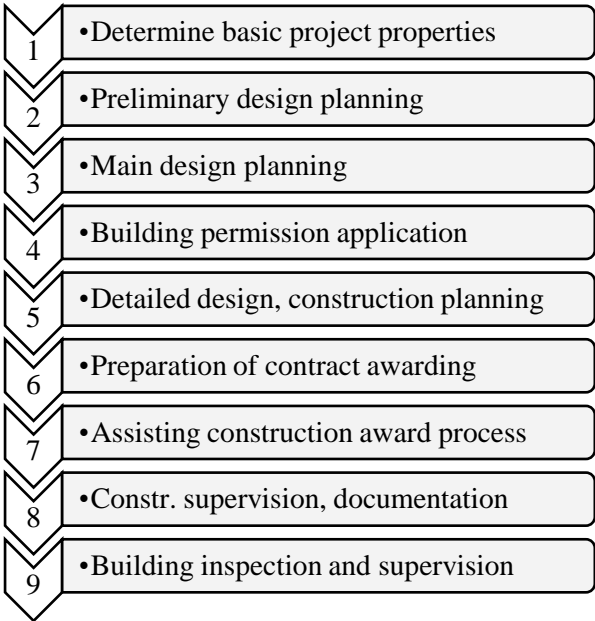 1 •Determine basic project properties
2 •Preliminary design planning
3 •Main design planning
4 •Building permission application
5 •Detailed design, construction planning
6 •Preparation of contract awarding
7 •Assisting construction award process
8 •Constr. supervision, documentation
9 •Building inspection and supervision